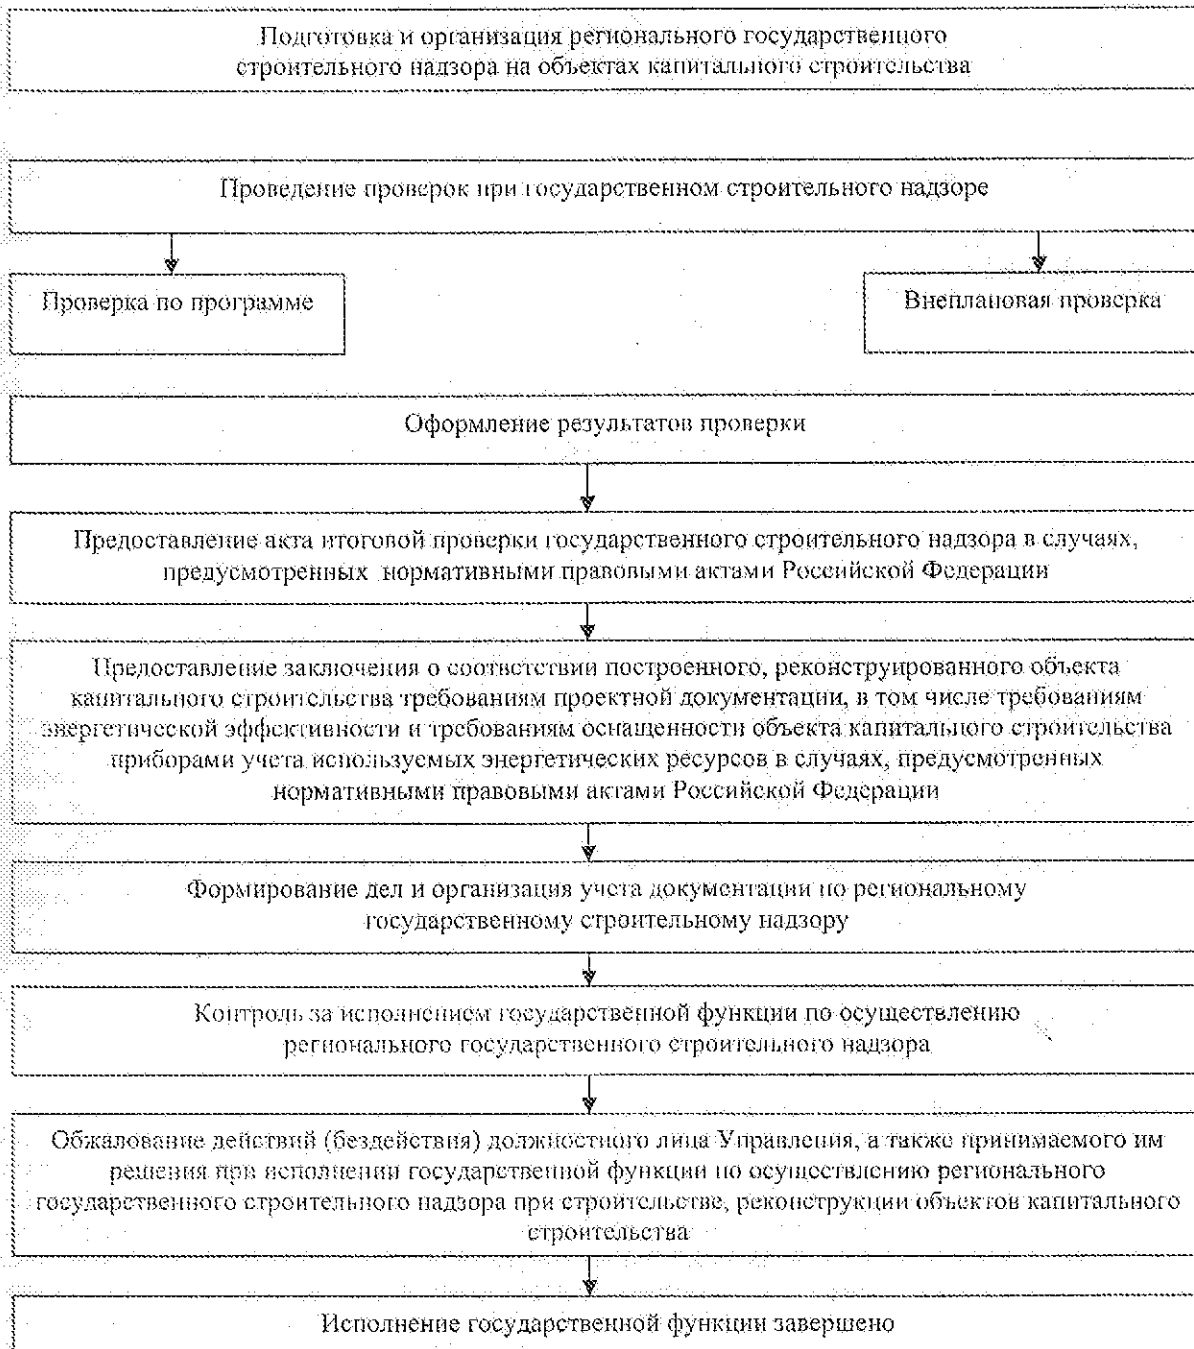 Подготовка и организация регионального государственного
строительного надзора на объектах капитального строительства
Проведение проверок при государственном строительного надзоре
Проверка по программе
Внеплановая проверка
Оформление результатов проверки
Предоставление акта итоговой проверки государственного строительного надзора в случаях,
предусмотренных нормативными правовыми актами Российской Федерации
Предоставление заключения о соответствии построенного, реконструированного объекта
капитального строительства требованиям проектной документации, в том числе требованиям
энергетической эффективности и требованиям оснащенности объекта капитального строительства
приборами учета используемых энергетических ресурсов в случаях, предусмотренных
нормативными правовыми актами Российской Федерации
Формирование дел и организация учета документации по региональному
государственному строительному надзору
Контроль за исполнением государственной функции по осуществлению
регионального государственного строительного надзора
Обжалование действий (бездействия) должностного лица Управления, а также принимаемого им
решения при исполнении государственной функции по осуществлению регионального
государственного строительного надзора при строительстве, реконструкции объектов капитального
строительства
Исполнение государственной функции завершено